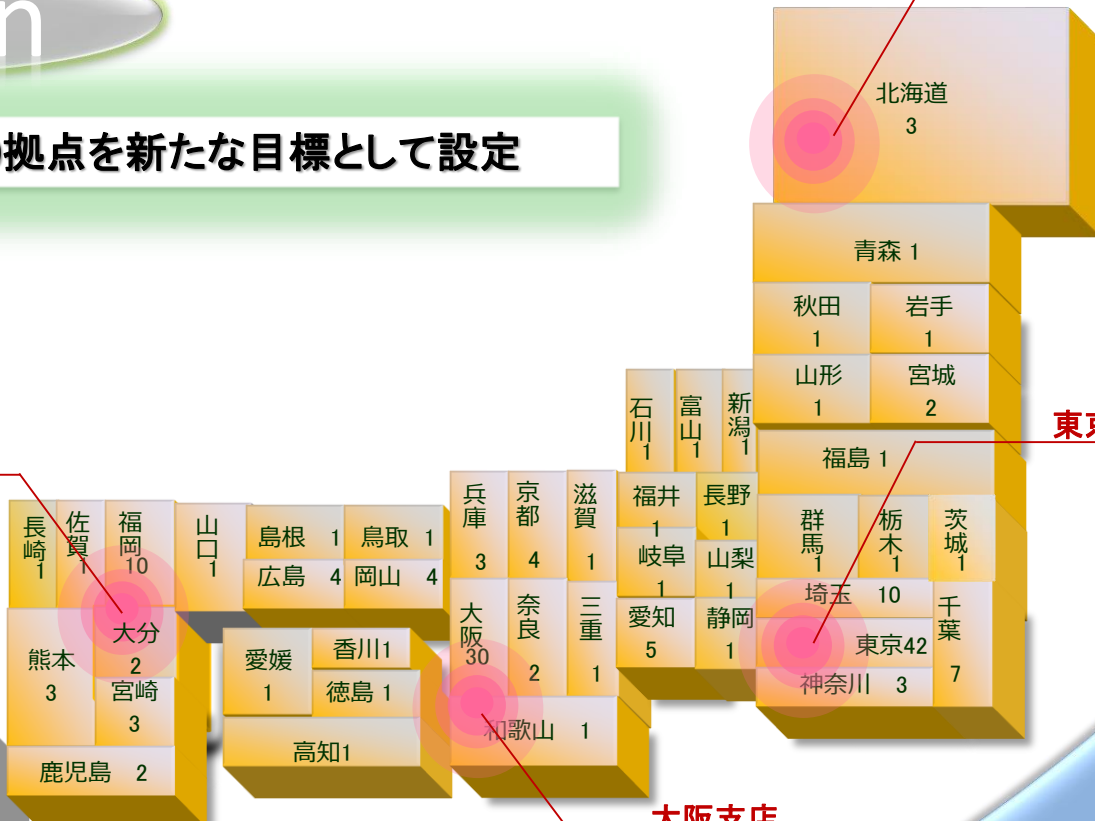 拠点を新たな目標として設定
北海道
3
青森 1
秋田
1
岩手
1
山形
1
宮城
2
福島 1
石川
1
富山
1
新潟
1
東
福井
1
長野
1
群馬
1
栃木
1
茨城
1
岐阜
1
山梨
1
埼玉 10
千葉
7
愛知
5
静岡
1
東京42
神奈川 3
兵庫
3
京都
4
滋賀
1
大阪
30
奈良
2
三重
1
和歌山 1
島根 1
鳥取 1
広島 4
岡山 4
山口
1
愛媛
1
香川1
徳島 1
高知1
長崎
1
佐賀
1
福岡
10
熊本
3
大分
2
宮崎
3
鹿児島 2
大阪支店